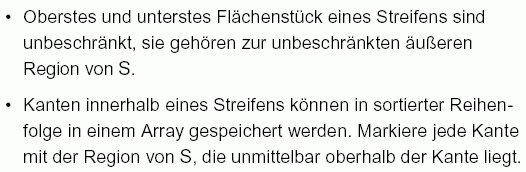 • Oberstes und unterstes Flächenstück eines Streifens sind
unbeschränkt, sie gehören zur unbeschränkten äußeren
Region von S.
• Kanten innerhalb eines Streifens können in sortierter Reihen-
folge in einem Array gespeichert werden. Markiere jede Kante
mit der Region von S, die unmittelbar oberhalb der Kante liegt.